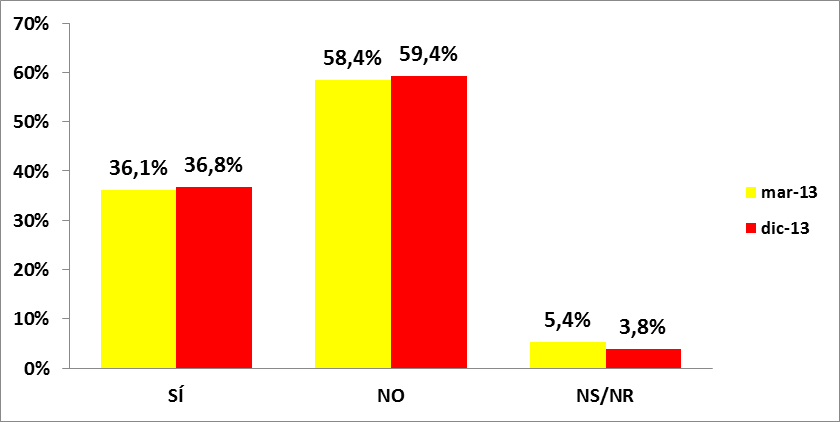 70%
60%
50%
40%
30%
20%
10%
0%
36,1%
36,8%
58,4%
59,4%
5,4%
3,8%
SÍ
NO
NS/NR
mar-13
dic-13